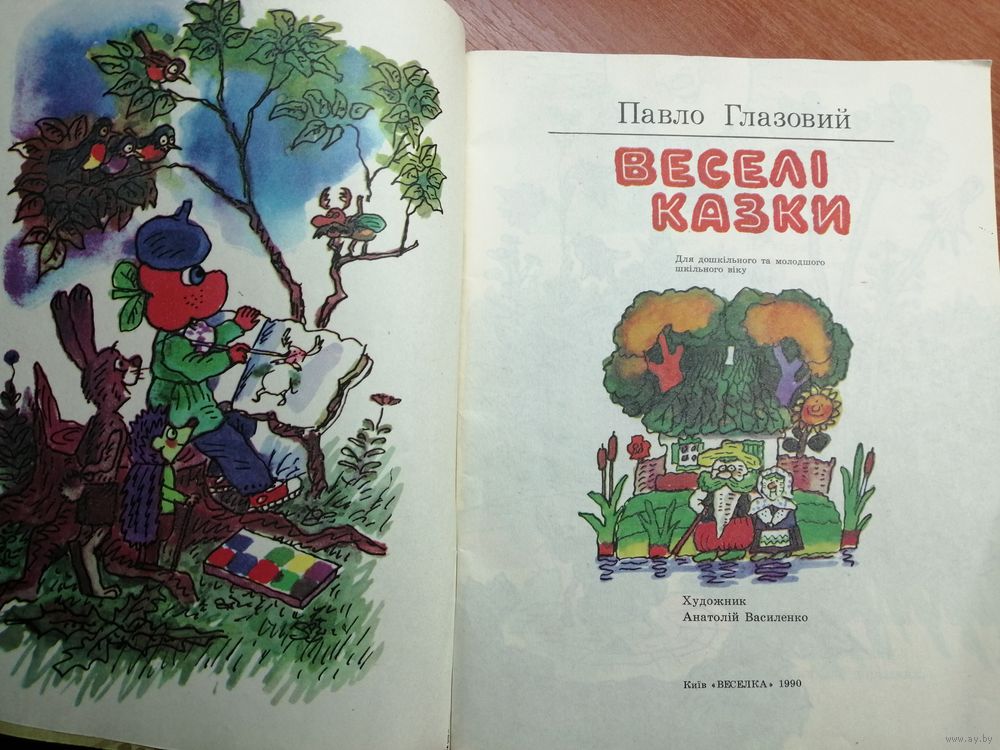 Павло Глазовий
ВЕСЕЛІ
КАЗКИ
Для дошкільного та молодшого
шкільного віку
Художник
Анатолій Василенко
Київ «ВЕСЕЛКА» 1990
www.ay.by